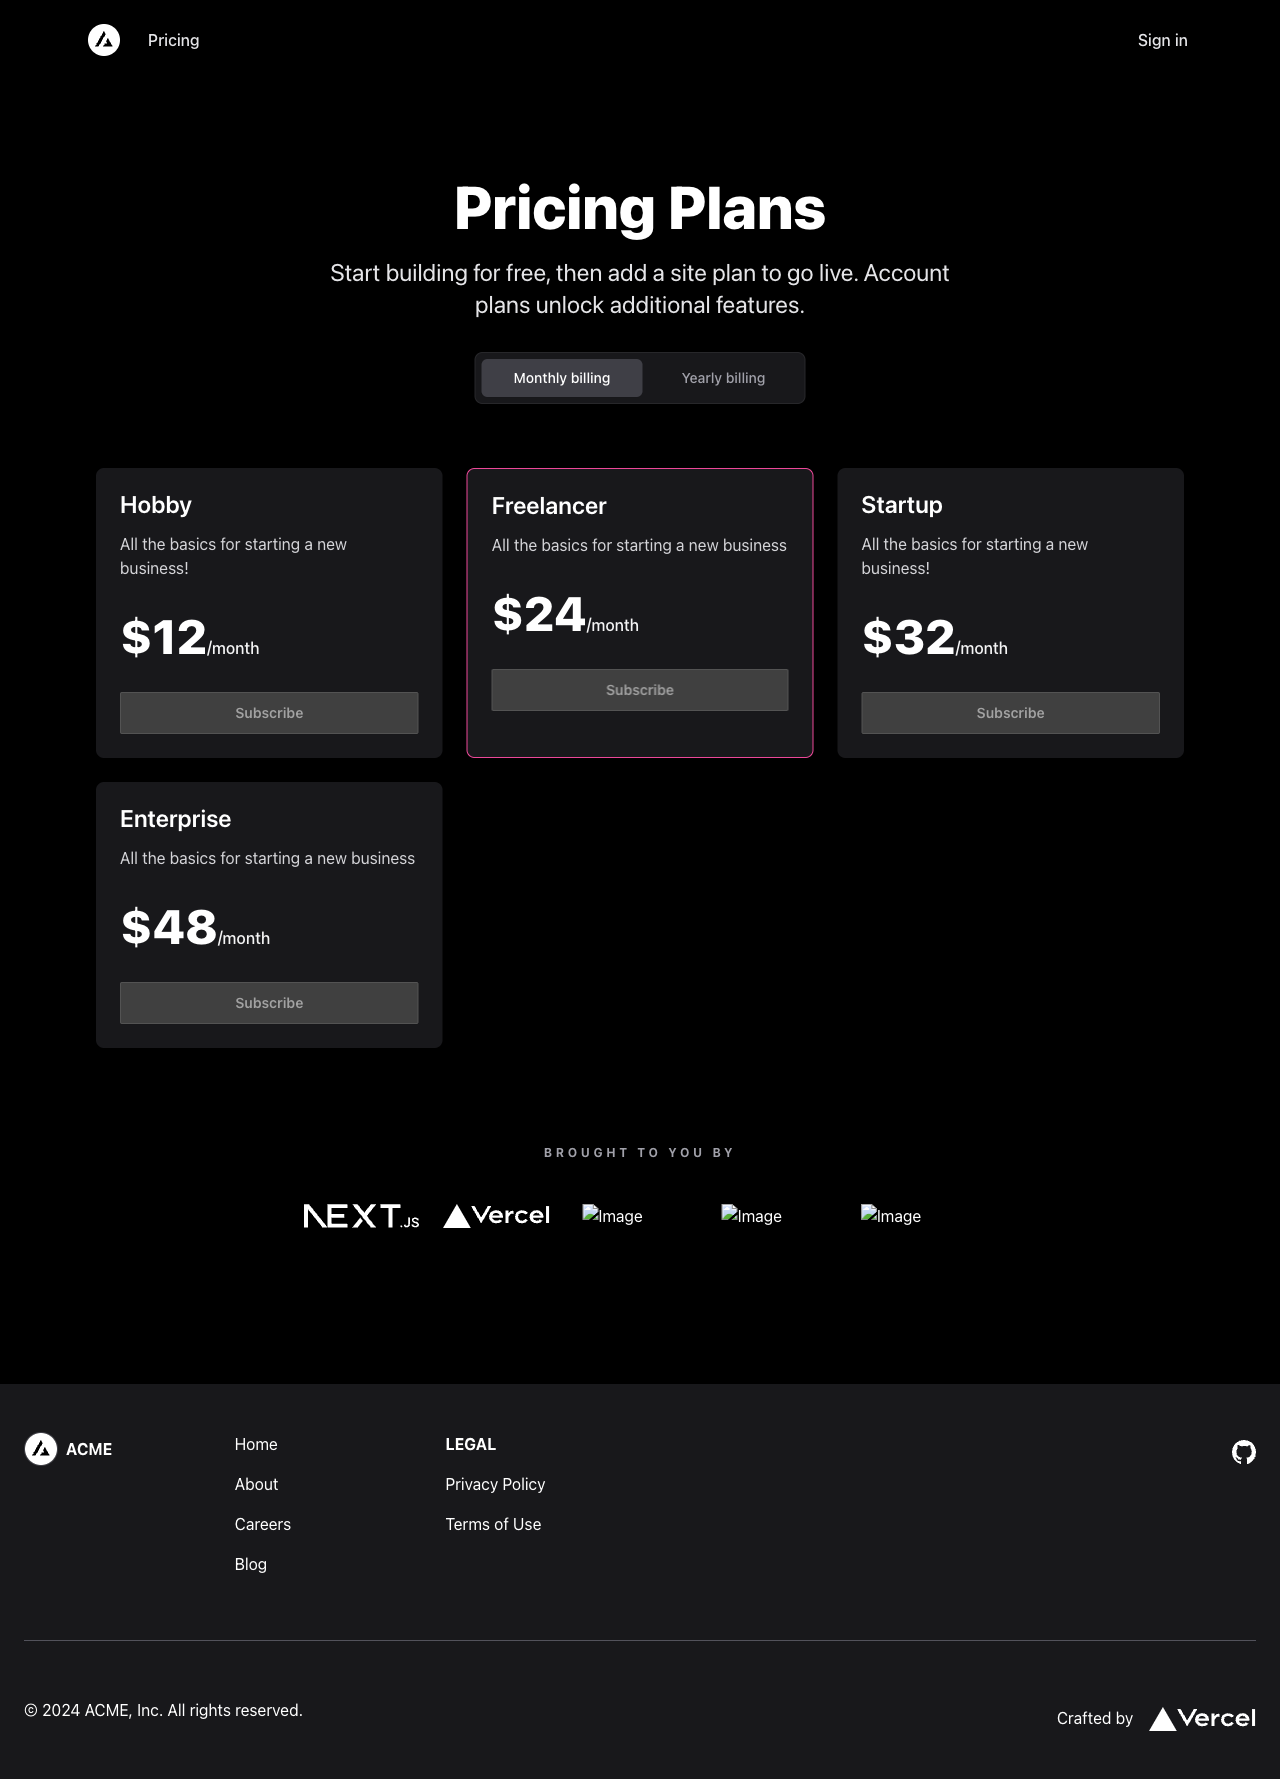 Pricing
Sign in
Pricing Plans
Start building for free, then add a site plan to go live. Account
plans unlock additional features.
Monthly billing
Yearly billing
Hobby
All the basics for starting a new
business!
$12/month
Subscribe
Freelancer
All the basics for starting a new business
$24/month
Subscribe
Startup
All the basics for starting a new
business!
$32/month
Subscribe
Enterprise
All the basics for starting a new business
$48/month
Subscribe
BROUGHT TO YOU BY
NEXT.JS
Vercel
Image
Image
Image
ACME
Home
About
Careers
Blog
LEGAL
Privacy Policy
Terms of Use
© 2024 ACME, Inc. All rights reserved.
Crafted by
Vercel